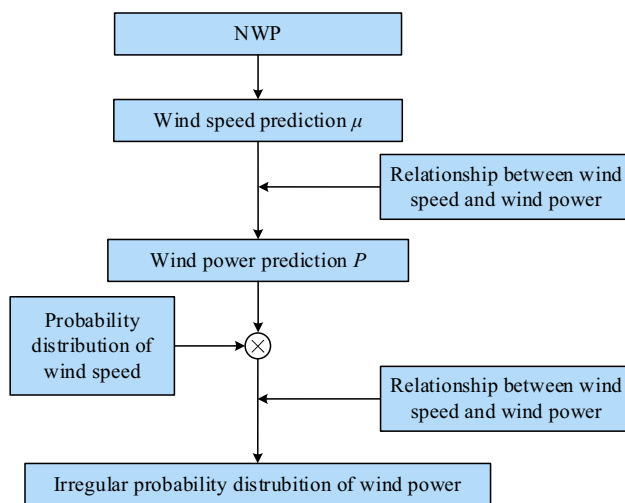 NWP
Wind speed prediction μ
Relationship between wind
speed and wind power
Wind power prediction P
Probability
distribution of
wind speed
Relationship between wind
speed and wind power
Irregular probability distrubition of wind power